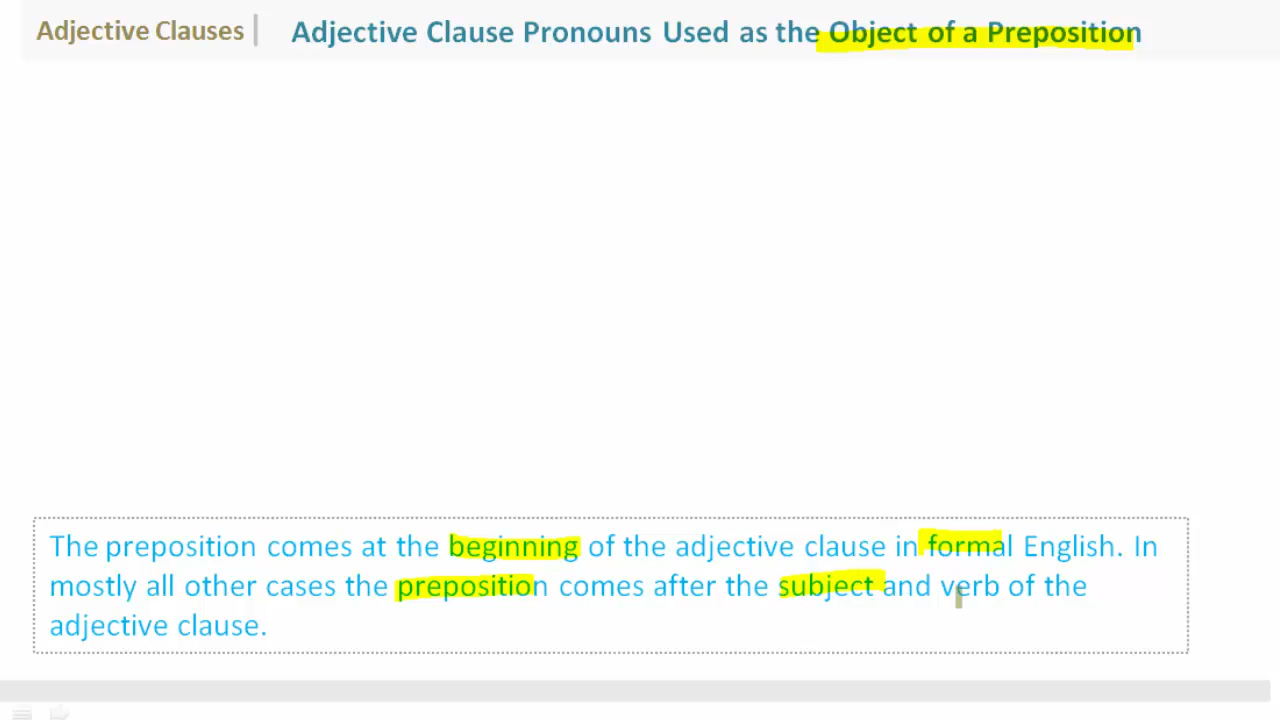 Adjective Clauses
Adjective Clause Pronouns Used as the Object of a Preposition
The preposition comes at the beginning of the adjective clause in formal English. In
mostly all other cases the preposition comes after the subject and verb of the
adjective clause.